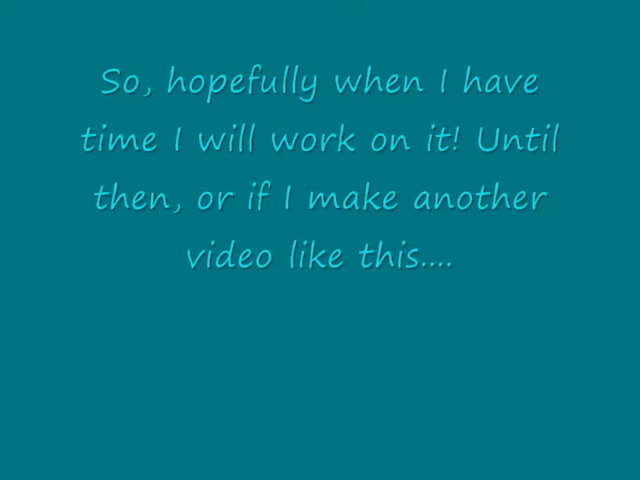 So, hopefully when I have
time I will work on it! Until
then, or if I make another
video like this....